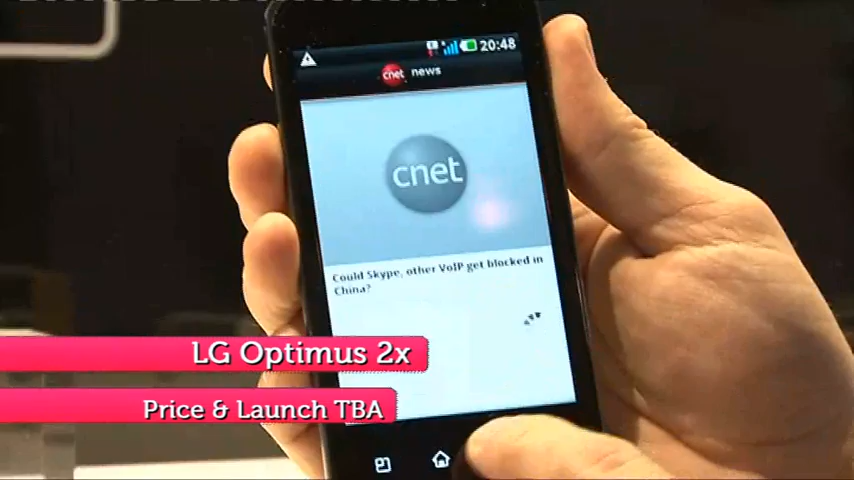 20:48
cnet news
cnet
Could Skype, other VoIP get blocked in
China?
LG Optimus 2x
Price & Launch TBA